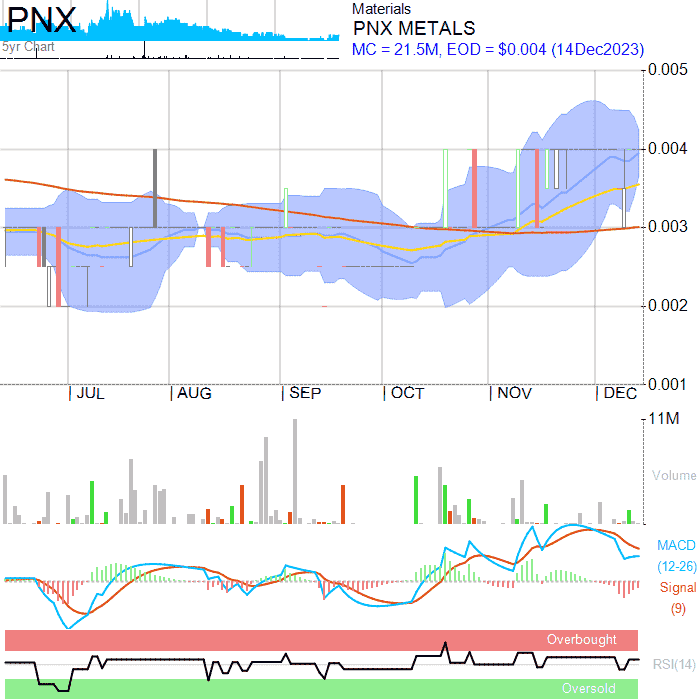 PNX
5yr Chart
Materials
PNX METALS
MC = 21.5M, EOD = $0.004 (14Dec2023)
0.005
0.004
0.003
0.002
0.001
JUL
AUG
SEP
OCT
NOV
DEC
11M
Volume
MACD
(12-26)
Signal
(9)
Overbought
RSI(14)
Oversold